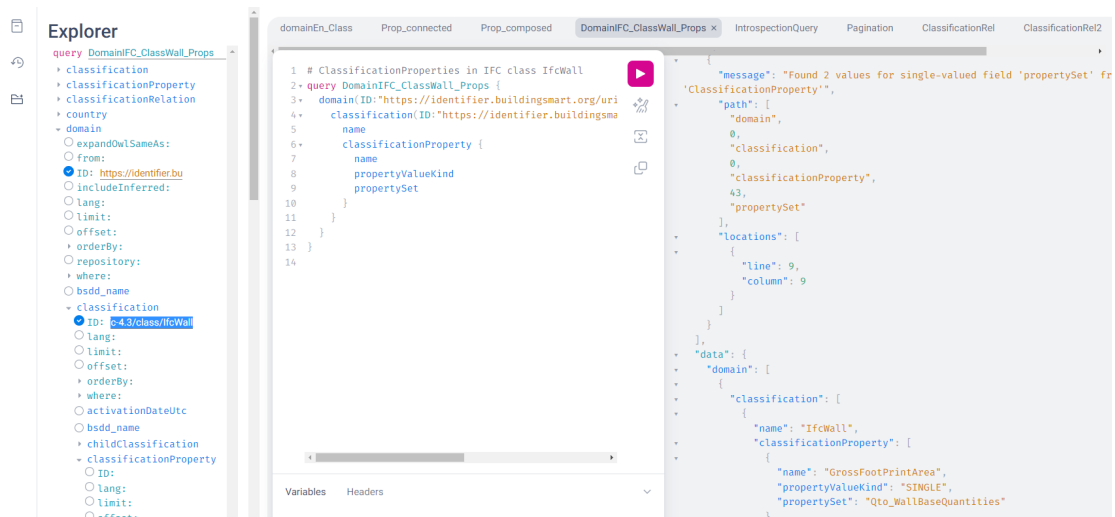 Explorer
query DomainIFC_ClassWall_Props
classification
classificationProperty
classificationRelation
country
domain
expandOwlSameAs:
from:
ID: https://identifier.bu
includeInferred:
lang:
limit:
offset:
orderBy:
repository:
where:
bsdd_name
classification
ID: c-4.3/class/IfcWall
lang:
limit:
offset:
orderBy:
where:
activationDateUtc
bsdd_name
childClassification
classificationProperty
ID:
lang:
limit:
offset:
domainEn_Class Prop_connected Prop_composed DomainIFC_ClassWall_Props × IntrospectionQuery Pagination ClassificationRel ClassificationRel2
1 # ClassificationProperties in IFC class IfcWall
2 query DomainIFC_ClassWall_Props {
3 domain(ID:"https://identifier.buildingsmart.org/uri
4 classification(ID:"https://identifier.buildingsma
5 name
6 classificationProperty {
7 name
8 propertyValueKind
9 propertySet
10 }
11 }
12 }
13 }
14
Variables Headers
{
"message": "Found 2 values for single-valued field 'propertySet' fr
'ClassificationProperty'",
"path": [
"domain",
0,
"classification",
0,
"classificationProperty",
43,
"propertySet"
],
"locations": [
{
"line": 9,
"column": 9
}
]
}
],
"data": {
"domain": [
{
"classification": [
{
"name": "IfcWall",
"classificationProperty": [
{
"name": "GrossFootPrintArea",
"propertyValueKind": "SINGLE",
"propertySet": "Qto_WallBaseQuantities"
}